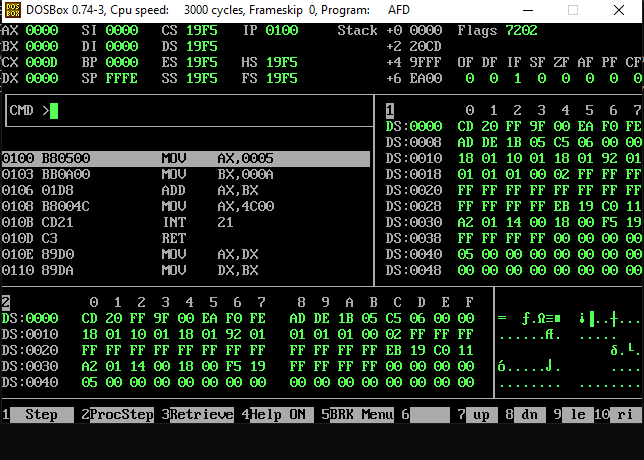 DOSBox 0.74-3, Cpu speed: 3000 cycles, Frameskip 0, Program: AFD
AX 0000 SI 0000 CS 19F5 IP 0100 Stack +0 0000 Flags 7202
BX 0000 DI 0000 DS 19F5 +2 20CD
CX 000D BP 0000 ES 19F5 HS 19F5 +4 9FFF OF DF IF SF ZF AF PF CF
DX 0000 SP FFFE SS 19F5 FS 19F5 +6 EA00 0 0 1 0 0 0 0 0
CMD >
1 0 1 2 3 4 5 6 7
DS:0000 CD 20 FF 9F 00 EA F0 FE
DS:0008 AD DE 1B 05 C5 06 00 00
0100 B80500 MOV AX,0005 DS:0010 18 01 10 01 18 01 92 01
0103 BB0A00 MOV BX,000A DS:0018 01 01 01 00 02 FF FF FF
0106 01D8 ADD AX,BX DS:0020 FF FF FF FF FF FF FF FF
0108 B8004C MOV AX,4C00 DS:0028 FF FF FF FF EB 19 C0 11
010B CD21 INT 21 DS:0030 A2 01 14 00 18 00 F5 19
010D C3 RET DS:0038 FF FF FF FF 00 00 00 00
010E 89D0 MOV AX,DX DS:0040 05 00 00 00 00 00 00 00
0110 89DA MOV DX,BX DS:0048 00 00 00 00 00 00 00 00
2 0 1 2 3 4 5 6 7 8 9 A B C D E F
DS:0000 CD 20 FF 9F 00 EA F0 FE AD DE 1B 05 C5 06 00 00
DS:0010 18 01 10 01 18 01 92 01 01 01 01 00 02 FF FF FF
DS:0020 FF FF FF FF FF FF FF FF FF FF FF FF EB 19 C0 11
DS:0030 A2 01 14 00 18 00 F5 19 FF FF FF FF 00 00 00 00
DS:0040 05 00 00 00 00 00 00 00 00 00 00 00 00 00 00 00
1 Step 2ProcStep 3Retrieve 4Help ON 5BRK Menu 6 7 up 8 dn 9 le 10 ri